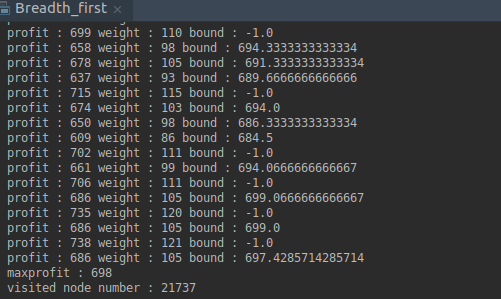 Breadth_first
profit : 699 weight : 110 bound : -1.0
profit : 658 weight : 98 bound : 694.3333333333334
profit : 678 weight : 105 bound : 691.3333333333334
profit : 637 weight : 93 bound : 689.6666666666666
profit : 715 weight : 115 bound : -1.0
profit : 674 weight : 103 bound : 694.0
profit : 650 weight : 98 bound : 686.3333333333334
profit : 609 weight : 86 bound : 684.5
profit : 702 weight : 111 bound : -1.0
profit : 661 weight : 99 bound : 694.0666666666667
profit : 706 weight : 111 bound : -1.0
profit : 686 weight : 105 bound : 699.0666666666667
profit : 735 weight : 120 bound : -1.0
profit : 686 weight : 105 bound : 699.0
profit : 738 weight : 121 bound : -1.0
profit : 686 weight : 105 bound : 697.4285714285714
maxprofit : 698
visited node number : 21737